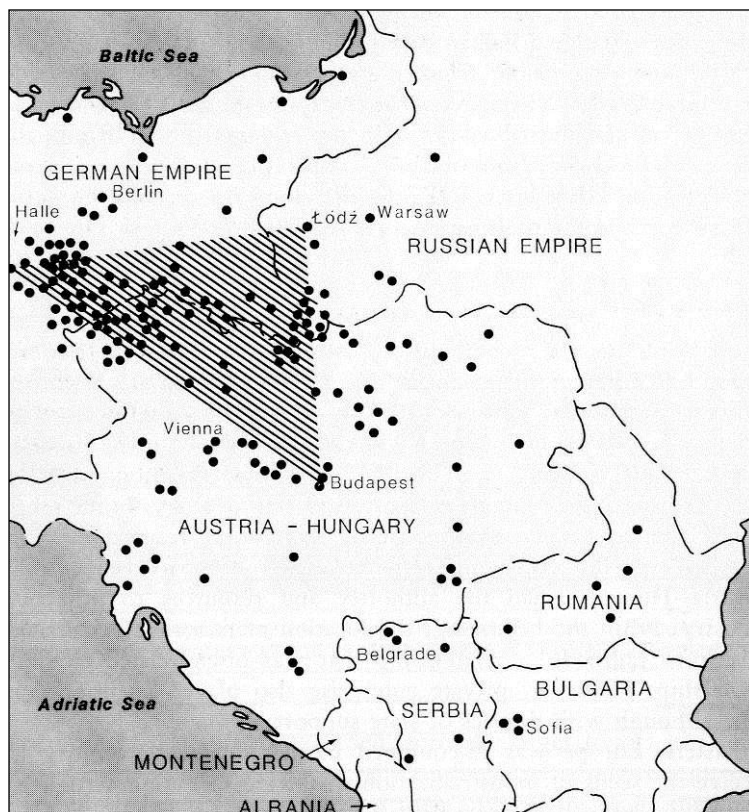 Baltic Sea
GERMAN EMPIRE
Berlin
Halle
Łódź
Warsaw
RUSSIAN EMPIRE
Vienna
Budapest
AUSTRIA – HUNGARY
RUMANIA
Belgrade
BULGARIA
Adriatic Sea
SERBIA
Sofia
MONTENEGRO
ALBANIA